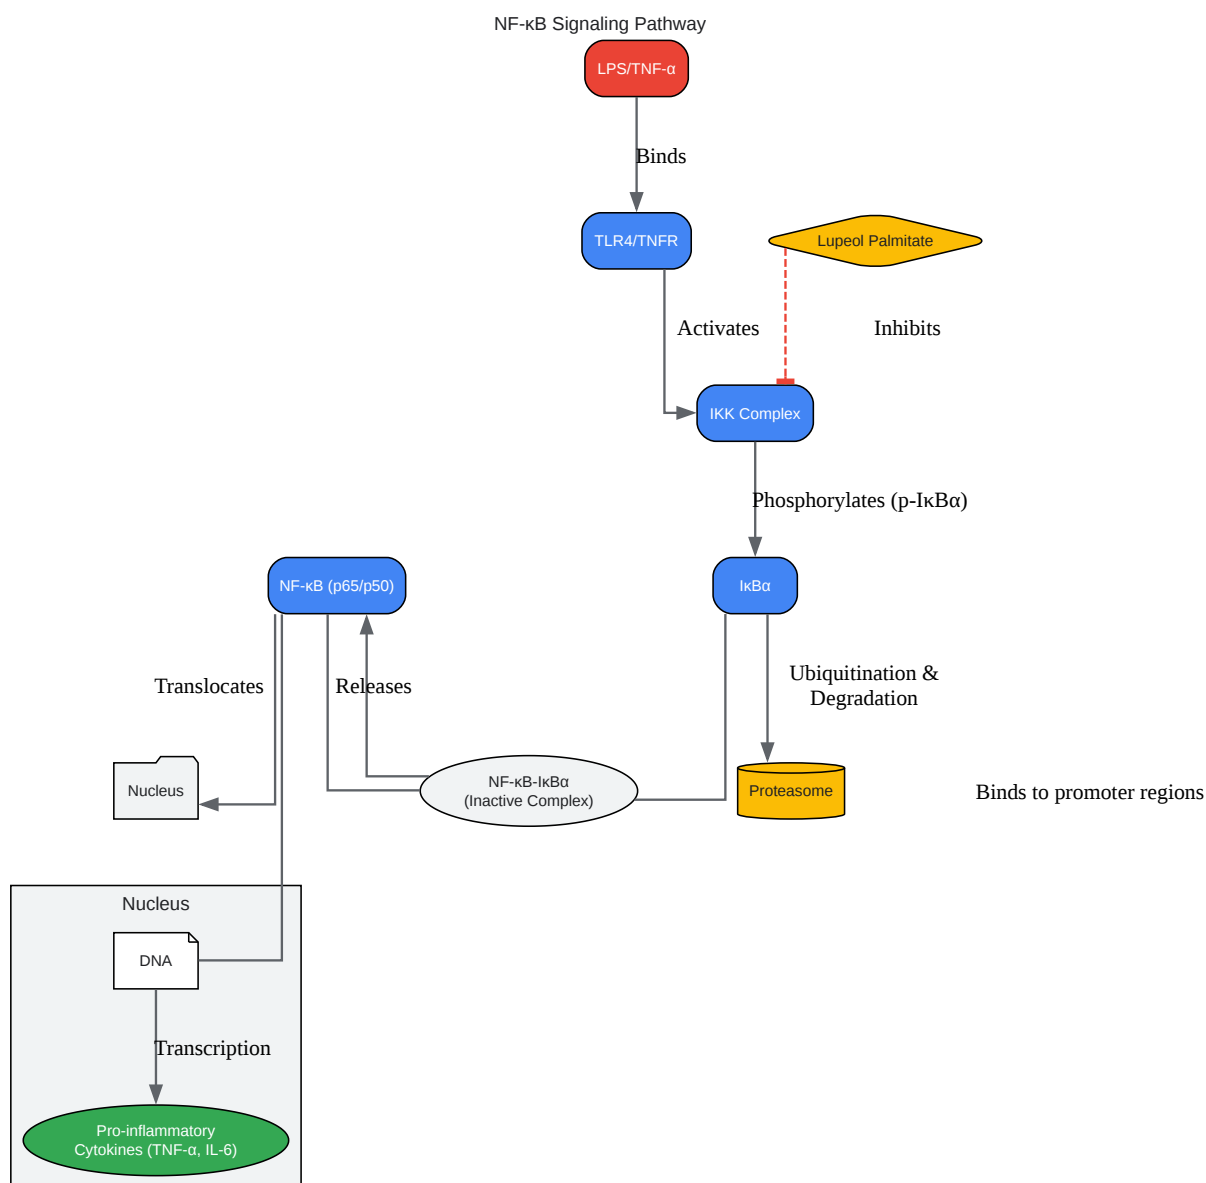 NF-κB Signaling Pathway
LPS/TNF-α
Binds
TLR4/TNFR
Lupeol Palmitate
Activates
Inhibits
IKK Complex
Phosphorylates (p-IκBα)
NF-κB (p65/p50)
IκBα
Translocates
Releases
Ubiquitination &
Degradation
Nucleus
NF-κB-IκBα
(Inactive Complex)
Proteasome
Binds to promoter regions
Nucleus
DNA
Transcription
Pro-inflammatory
Cytokines (TNF-α, IL-6)